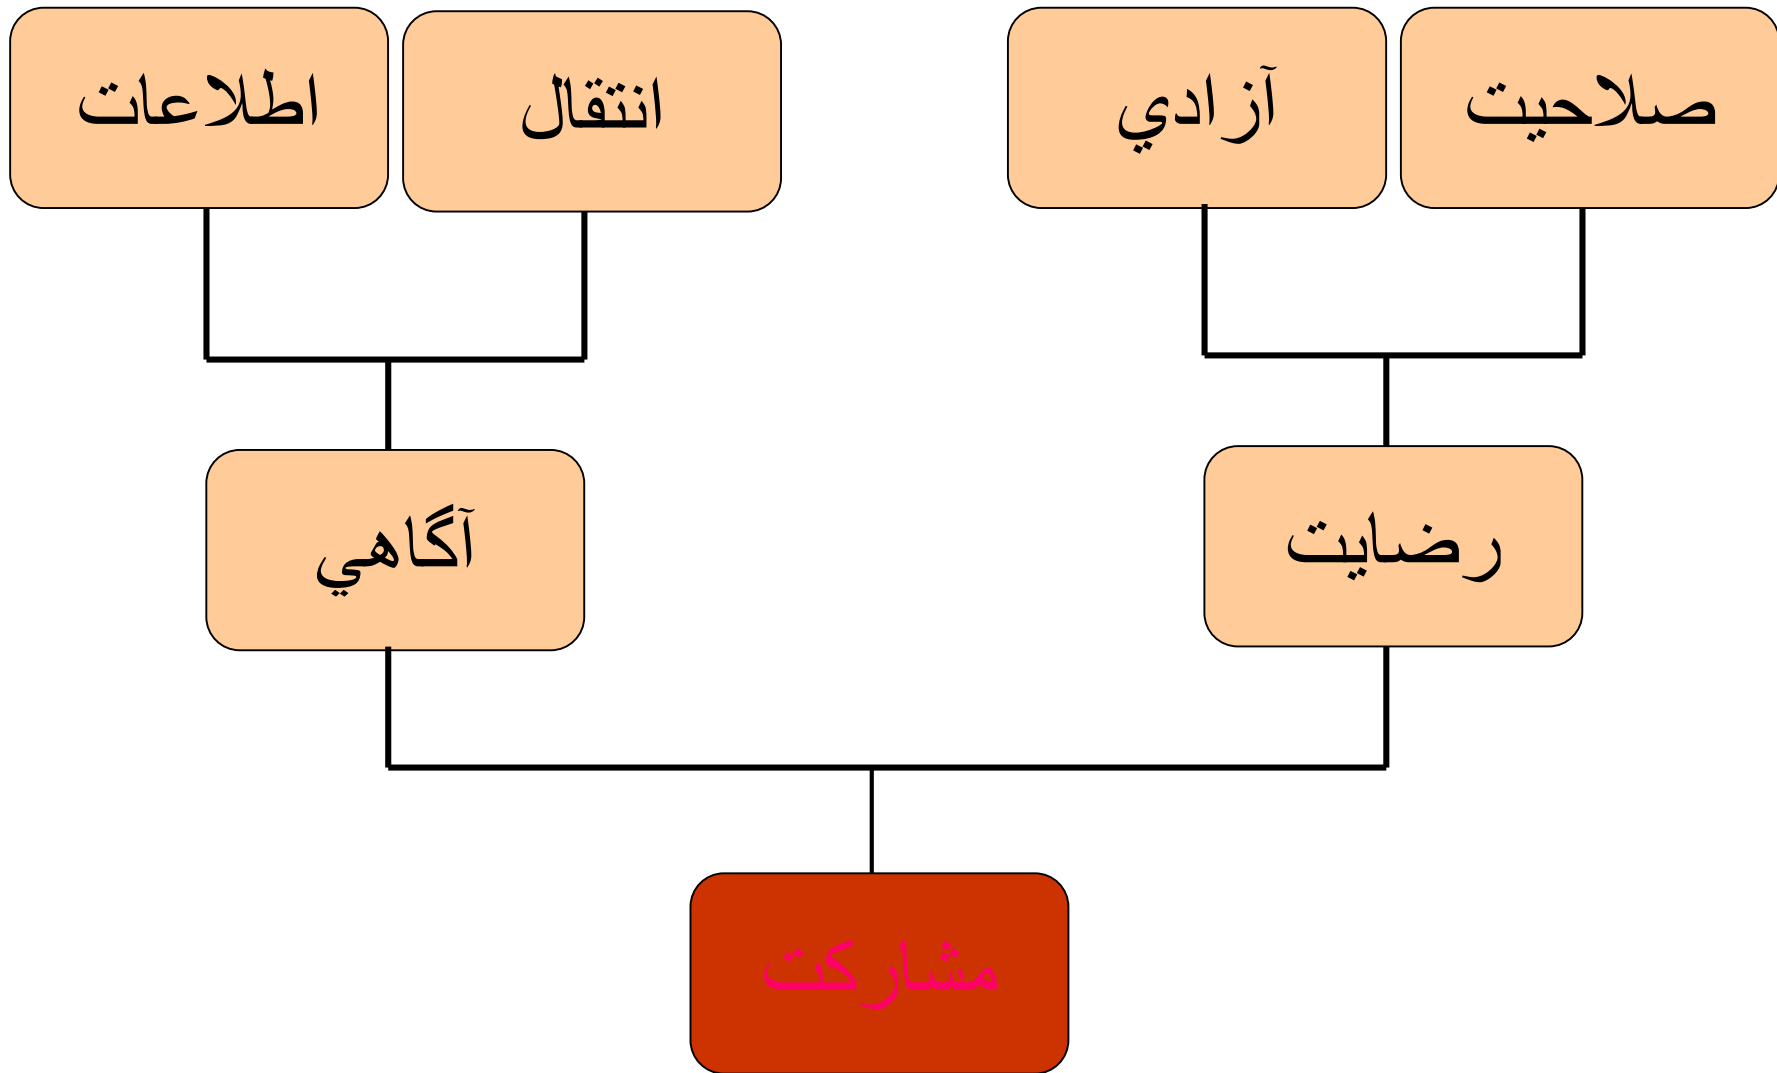 صلاحيت
آزادي
انتقال
اطلاعات
رضايت
آگاهي
مشاركت